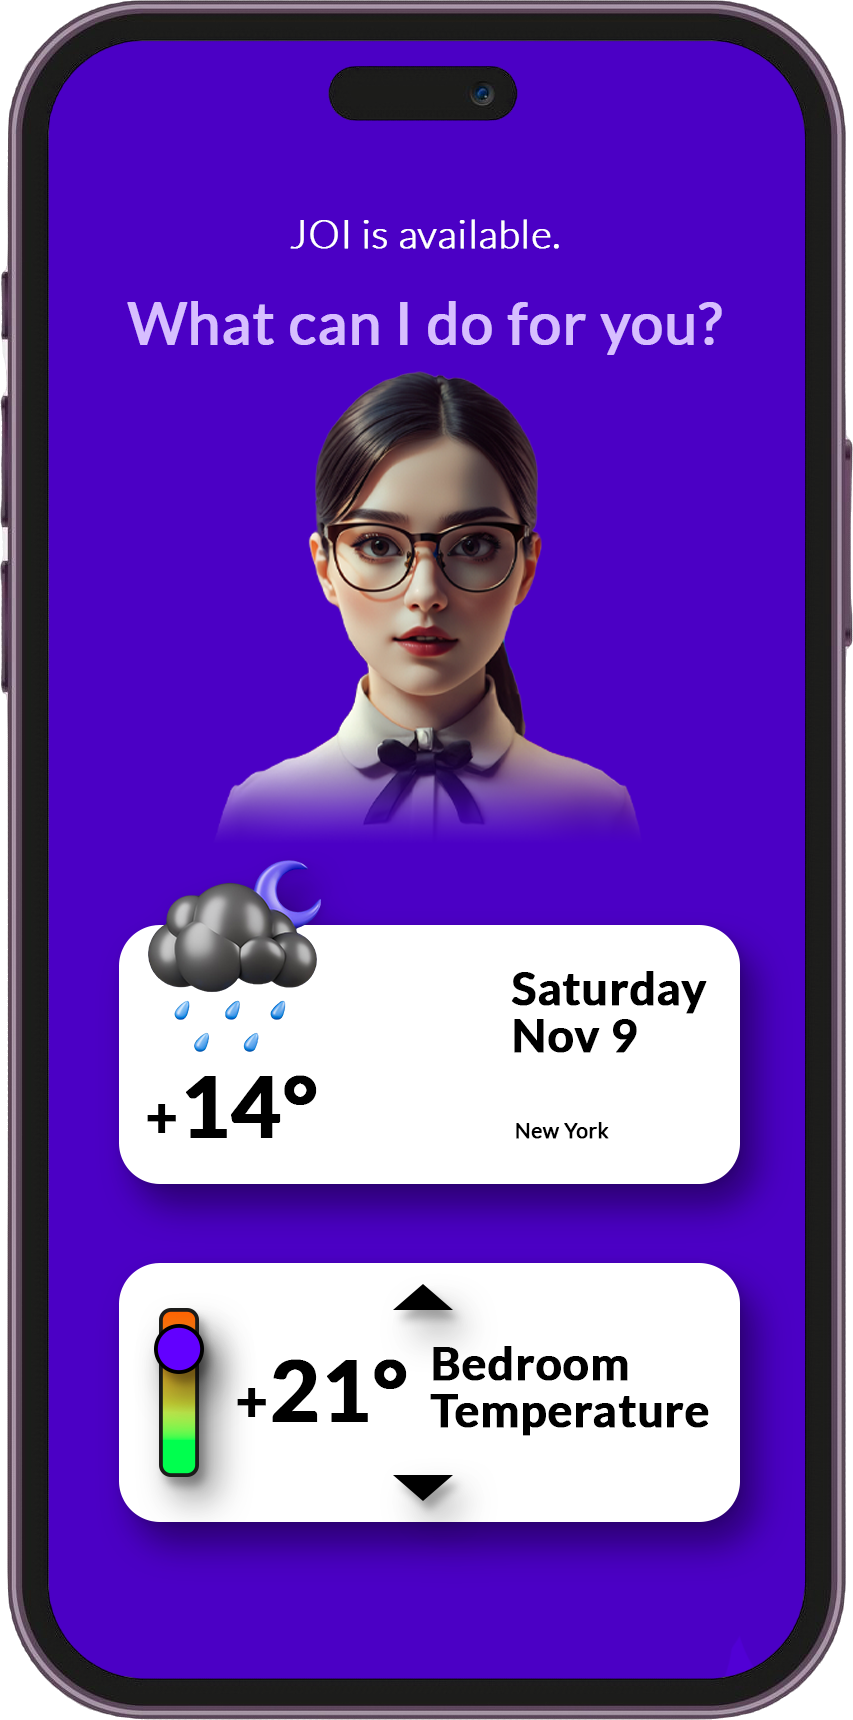 JOI is available.
What can I do for you?
Saturday
Nov 9
+14°
New York
+21°
Bedroom
Temperature